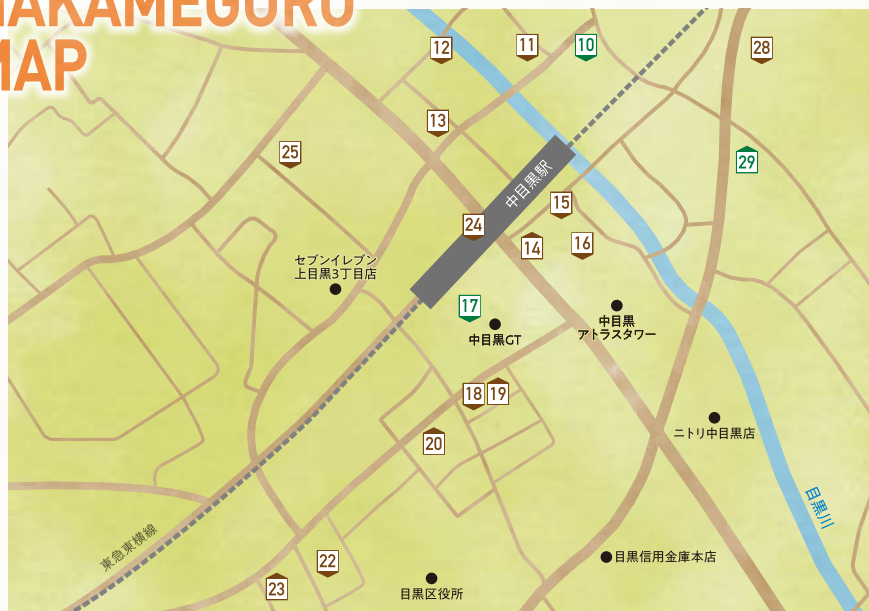 NAKAMEGURO
MAP
12
11
10
28
13
25
29
中目黒駅
15
24
14
16
セブンイレブン
上目黒3丁目店
17
中目黒GT
中目黒
アトラスタワー
18
19
20
ニトリ中目黒店
目黒川
東急東横線
22
23
目黒信用金庫本店
目黒区役所